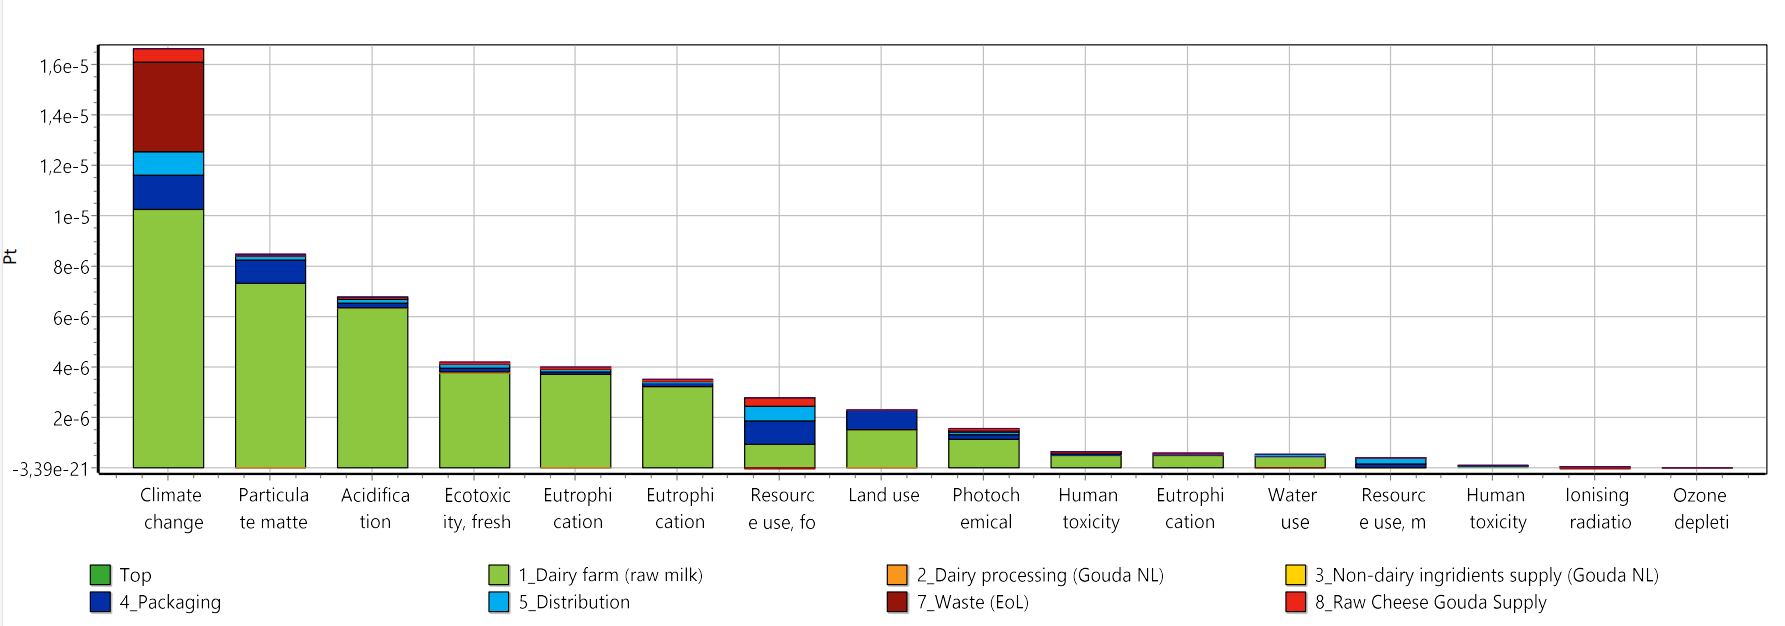 1,6e-5
1,4e-5
1,2e-5
1e-5
8e-6
6e-6
4e-6
2e-6
-3,39e-21
Pt
Climate change
Particula te matte
Acidifica tion
Ecotoxic ity, fresh
Eutrophi cation
Eutrophi cation
Resourc e use, fo
Land use
Photoch emical
Human toxicity
Eutrophi cation
Water use
Resourc e use, m
Human toxicity
Ionising radiatio
Ozone depleti
Top
1_Dairy farm (raw milk)
2_Dairy processing (Gouda NL)
3_Non-dairy ingridients supply (Gouda NL)
4_Packaging
5_Distribution
7_Waste (EoL)
8_Raw Cheese Gouda Supply